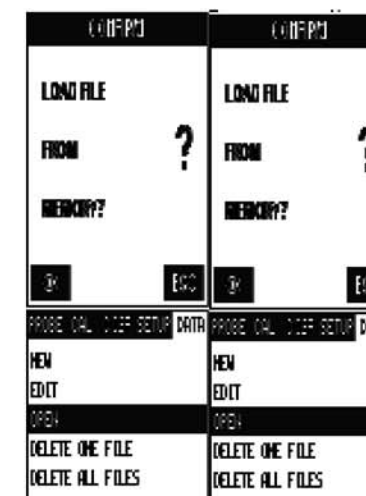 CONFIRM
LOAD FILE
FROM ?
MEMORY?
OK ESC
PROBE CAL DISP SETUP DATA
NEW
EDIT
OPEN
DELETE ONE FILE
DELETE ALL FILES
CONFIRM
LOAD FILE
FROM ?
MEMORY?
OK
PROBE CAL DISP SETUP
NEW
EDIT
OPEN
DELETE ONE FILE
DELETE ALL FILES